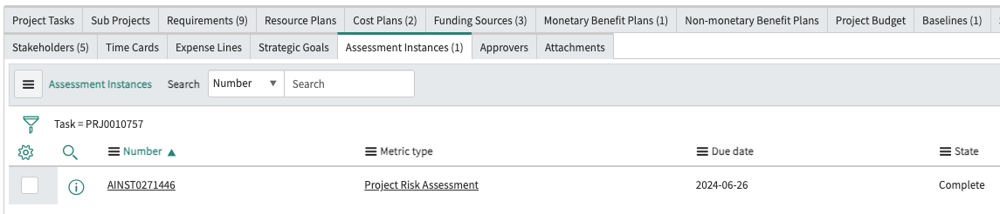 Project Tasks Sub Projects Requirements (9) Resource Plans Cost Plans (2) Funding Sources (3) Monetary Benefit Plans (1) Non-monetary Benefit Plans Project Budget Baselines (1)
Stakeholders (5) Time Cards Expense Lines Strategic Goals Assessment Instances (1) Approvers Attachments
Assessment Instances Search Number ▼ Search
Task = PRJ0010757
Number ▲ Metric type Due date State
AINST0271446 Project Risk Assessment 2024-06-26 Complete